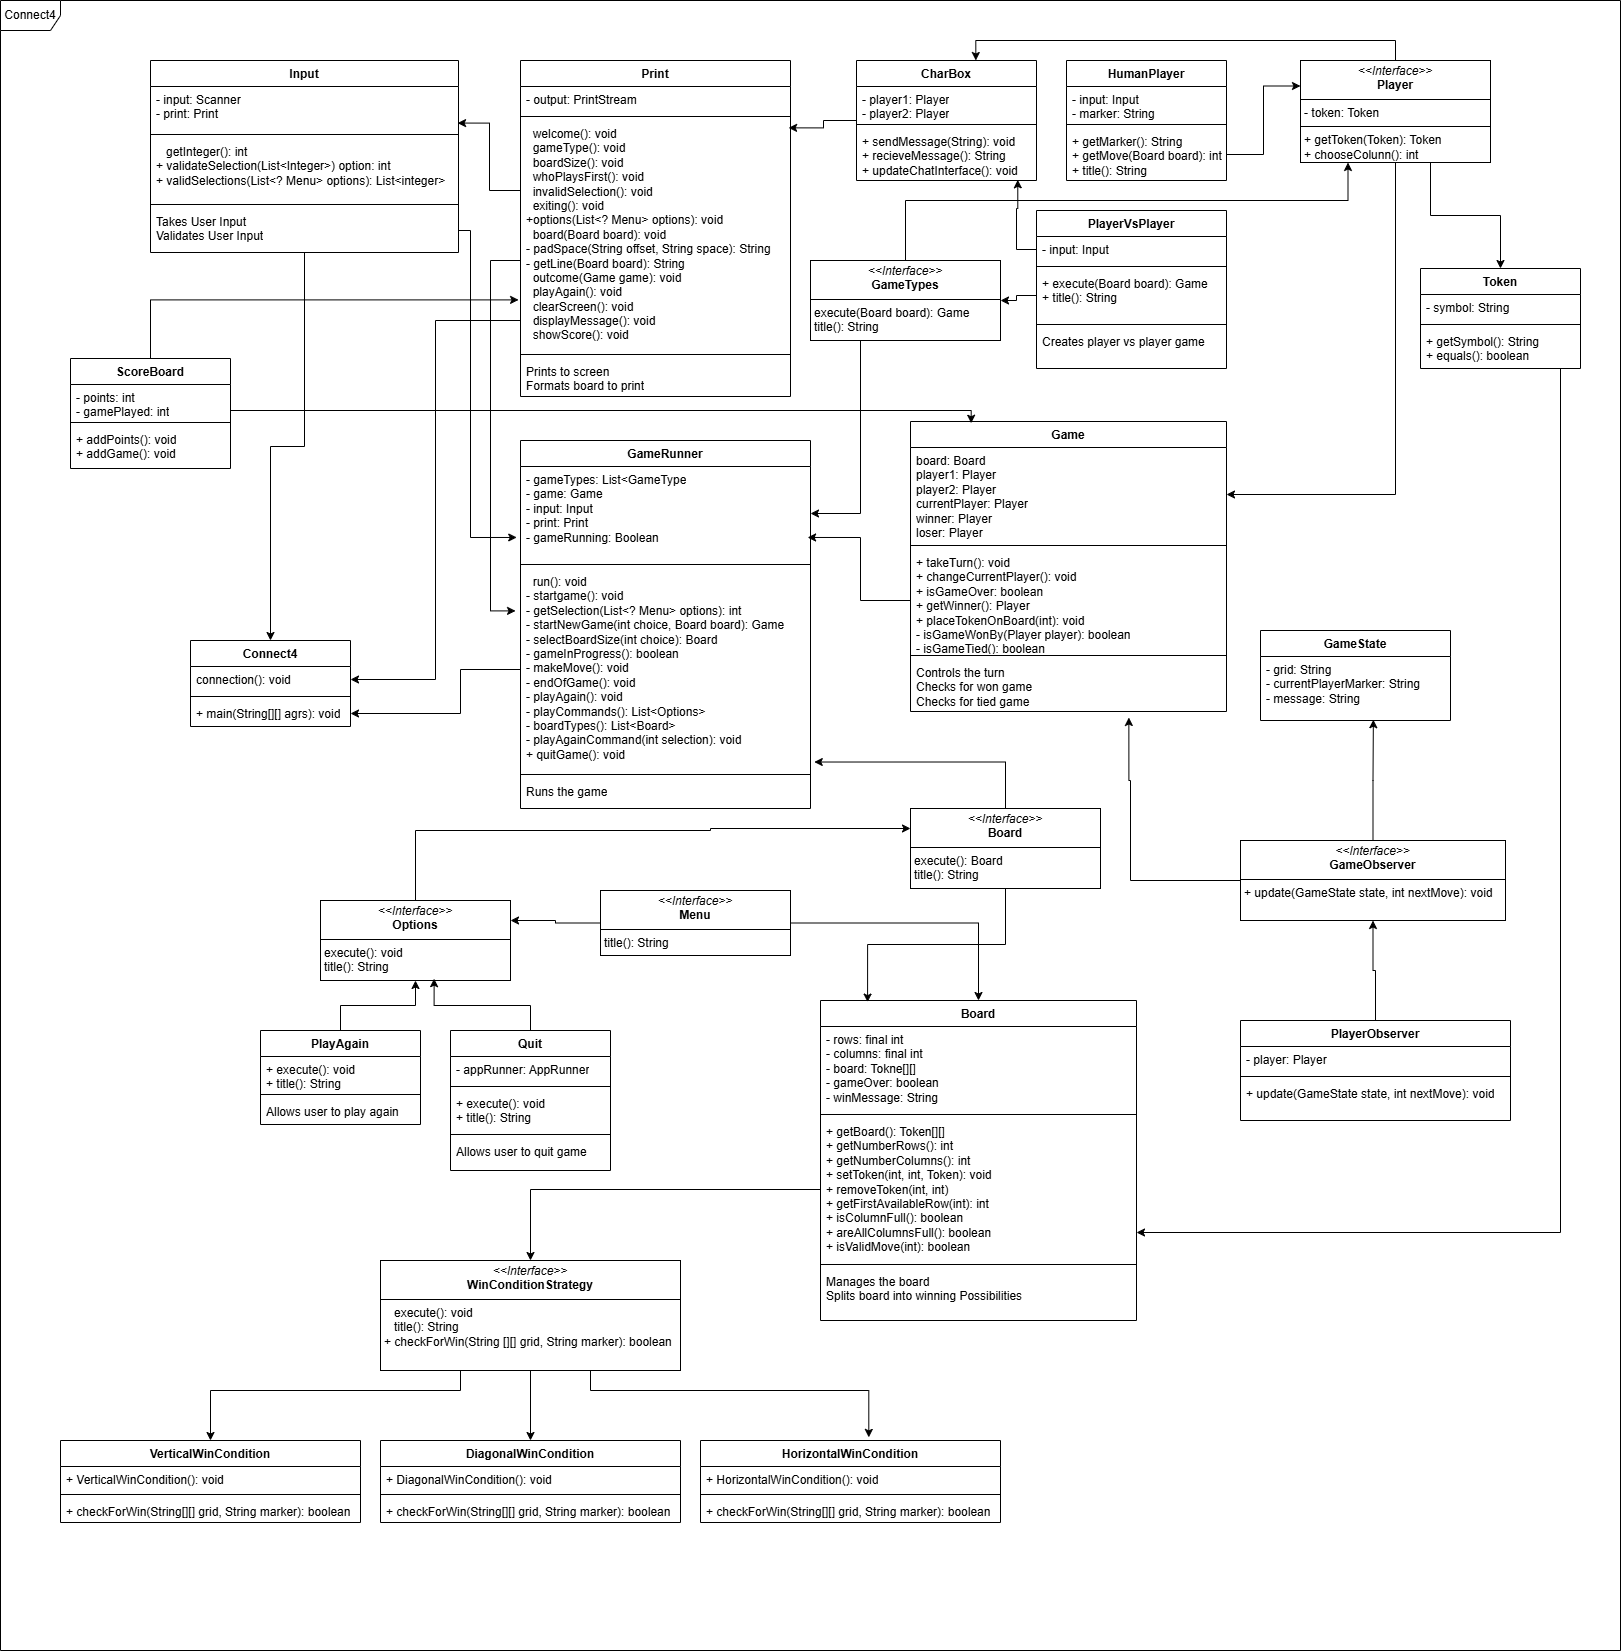 Connect4
Input
- input: Scanner
- print: Print
getInteger(): int
+ validateSelection(List<Integer>) option: int
+ validSelections(List<? Menu> options): List<integer>
Takes User Input
Validates User Input
Print
- output: PrintStream
welcome(): void
gameType(): void
boardSize(): void
whoPlaysFirst(): void
invalidSelection(): void
exiting(): void
+options(List<? Menu> options): void
board(Board board): void
- padSpace(String offset, String space): String
- getLine(Board board): String
outcome(Game game): void
playAgain(): void
clearScreen(): void
displayMessage(): void
showScore(): void
Prints to screen
Formats board to print
CharBox
- player1: Player
- player2: Player
+ sendMessage(String): void
+ recieveMessage(): String
+ updateChatInterface(): void
HumanPlayer
- input: Input
- marker: String
+ getMarker(): String
+ getMove(Board board): int
+ title(): String
<<Interface>>
Player
- token: Token
+ getToken(Token): Token
+ chooseColunn(): int
PlayerVsPlayer
- input: Input
+ execute(Board board): Game
+ title(): String
Creates player vs player game
<<Interface>>
GameTypes
execute(Board board): Game
title(): String
Token
- symbol: String
+ getSymbol(): String
+ equals(): boolean
ScoreBoard
- points: int
- gamePlayed: int
+ addPoints(): void
+ addGame(): void
GameRunner
- gameTypes: List<GameType
- game: Game
- input: Input
- print: Print
- gameRunning: Boolean
run(): void
- startgame(): void
- getSelection(List<? Menu> options): int
- startNewGame(int choice, Board board): Game
- selectBoardSize(int choice): Board
- gameInProgress(): boolean
- makeMove(): void
- endOfGame(): void
- playAgain(): void
- playCommands(): List<Options>
- boardTypes(): List<Board>
- playAgainCommand(int selection): void
+ quitGame(): void
Runs the game
Game
board: Board
player1: Player
player2: Player
currentPlayer: Player
winner: Player
loser: Player
+ takeTurn(): void
+ changeCurrentPlayer(): void
+ isGameOver: boolean
+ getWinner(): Player
+ placeTokenOnBoard(int): void
- isGameWonBy(Player player): boolean
- isGameTied(): boolean
Controls the turn
Checks for won game
Checks for tied game
Connect4
connection(): void
+ main(String[][] agrs): void
GameState
- grid: String
- currentPlayerMarker: String
- message: String
<<Interface>>
Board
execute(): Board
title(): String
<<Interface>>
GameObserver
+ update(GameState state, int nextMove): void
<<Interface>>
Options
execute(): void
title(): String
<<Interface>>
Menu
title(): String
PlayAgain
+ execute(): void
+ title(): String
Allows user to play again
Quit
- appRunner: AppRunner
+ execute(): void
+ title(): String
Allows user to quit game
Board
- rows: final int
- columns: final int
- board: Tokne[][]
- gameOver: boolean
- winMessage: String
+ getBoard(): Token[][]
+ getNumberRows(): int
+ getNumberColumns(): int
+ setToken(int, int, Token): void
+ removeToken(int, int)
+ getFirstAvailableRow(int): int
+ isColumnFull(): boolean
+ areAllColumnsFull(): boolean
+ isValidMove(int): boolean
Manages the board
Splits board into winning Possibilities
PlayerObserver
- player: Player
+ update(GameState state, int nextMove): void
<<Interface>>
WinConditionStrategy
execute(): void
title(): String
+ checkForWin(String [][] grid, String marker): boolean
VerticalWinCondition
+ VerticalWinCondition(): void
+ checkForWin(String[][] grid, String marker): boolean
DiagonalWinCondition
+ DiagonalWinCondition(): void
+ checkForWin(String[][] grid, String marker): boolean
HorizontalWinCondition
+ HorizontalWinCondition(): void
+ checkForWin(String[][] grid, String marker): boolean